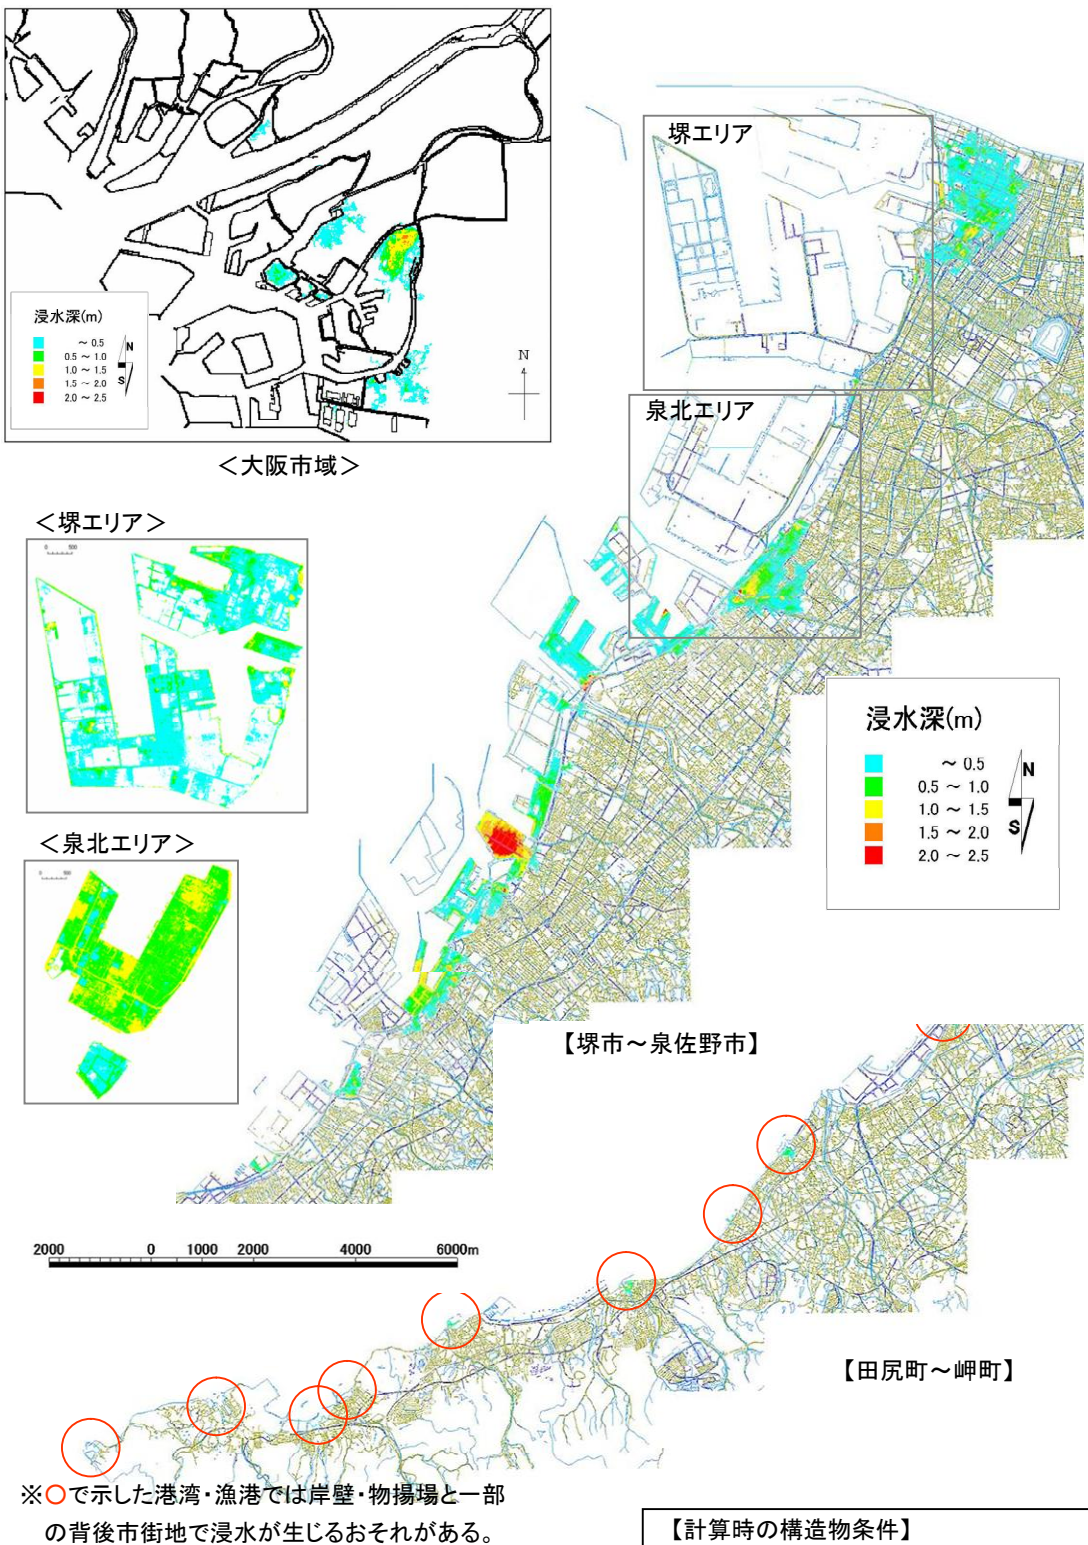 浸水深(m)
～ 0.5
0.5 ～ 1.0
1.0 ～ 1.5
1.5 ～ 2.0
2.0 ～ 2.5
N
S
N
＜大阪市域＞
堺エリア
泉北エリア
＜堺エリア＞
0 500
＜泉北エリア＞
0 500
浸水深(m)
～ 0.5
0.5 ～ 1.0
1.0 ～ 1.5
1.5 ～ 2.0
2.0 ～ 2.5
N
S
【堺市～泉佐野市】
2000 0 1000 2000 4000 6000m
【田尻町～岬町】
※○で示した港湾・漁港では岸壁・物揚場と一部
の背後市街地で浸水が生じるおそれがある。
【計算時の構造物条件】